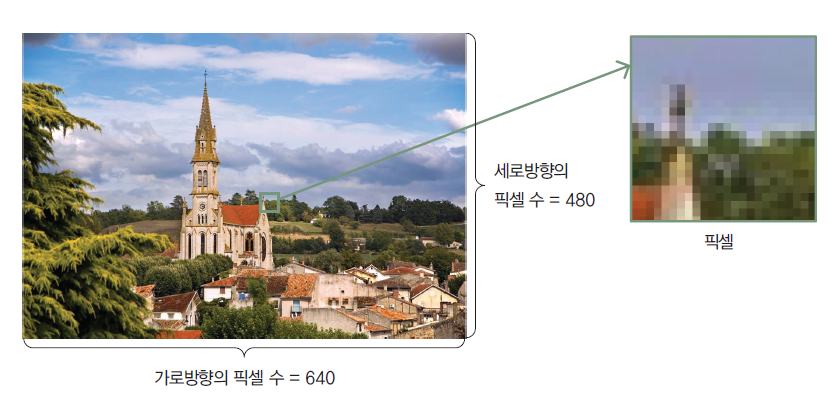 세로방향의
픽셀 수 = 480
픽셀
가로방향의 픽셀 수 = 640